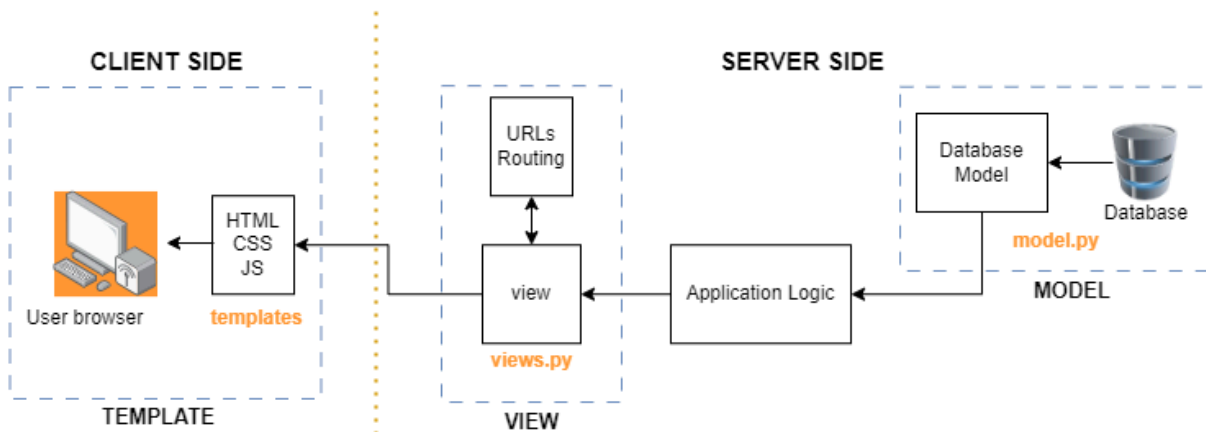 CLIENT SIDE
SERVER SIDE
URLs
Routing
Database
Model
Database
model.py
MODEL
HTML
CSS
JS
User browser
templates
TEMPLATE
view
views.py
VIEW
Application Logic